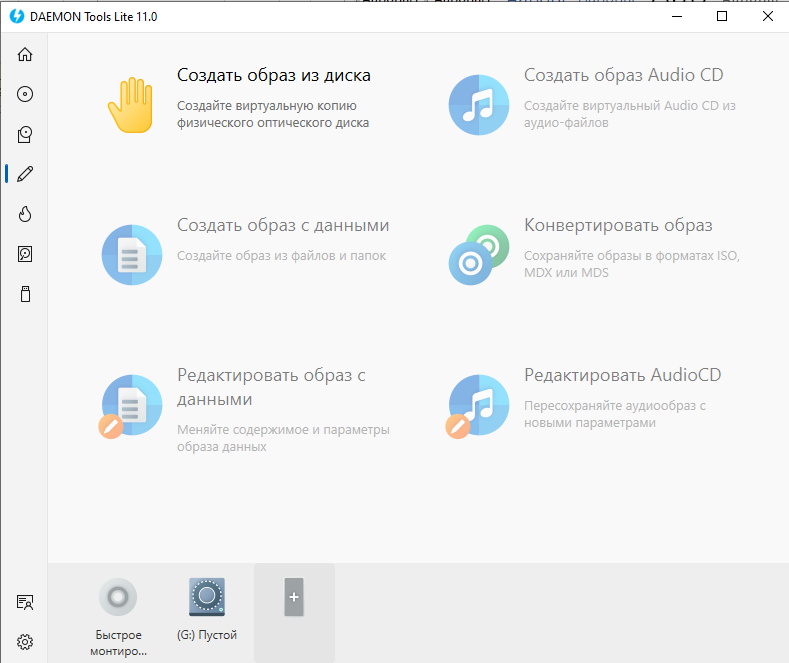 DAEMON Tools Lite 11.0
Создать образ из диска
Создайте виртуальную копию
физического оптического диска
Создать образ Audio CD
Создайте виртуальный Audio CD из
аудио-файлов
Создать образ с данными
Создайте образ из файлов и папок
Конвертировать образ
Сохраняйте образы в форматах ISO,
MDX или MDS
Редактировать образ с
данными
Меняйте содержимое и параметры
образа данных
Редактировать AudioCD
Пересохраняйте аудиообраз с
новыми параметрами
Быстрое
монтиро...
(G:) Пустой